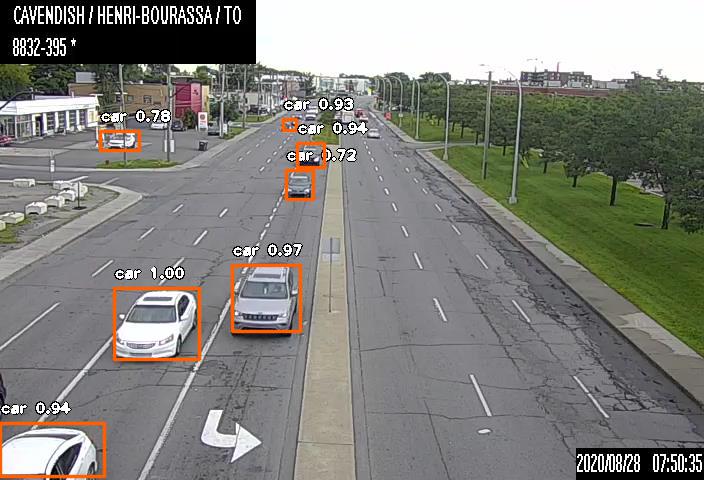 CAVENDISH / HENRI-BOURASSA / TO
8832-395 *
car 0.93
car 0.78
car 0.94
car 0.72
car 0.97
car 1.00
car 0.94
2020/08/28 07:50:35